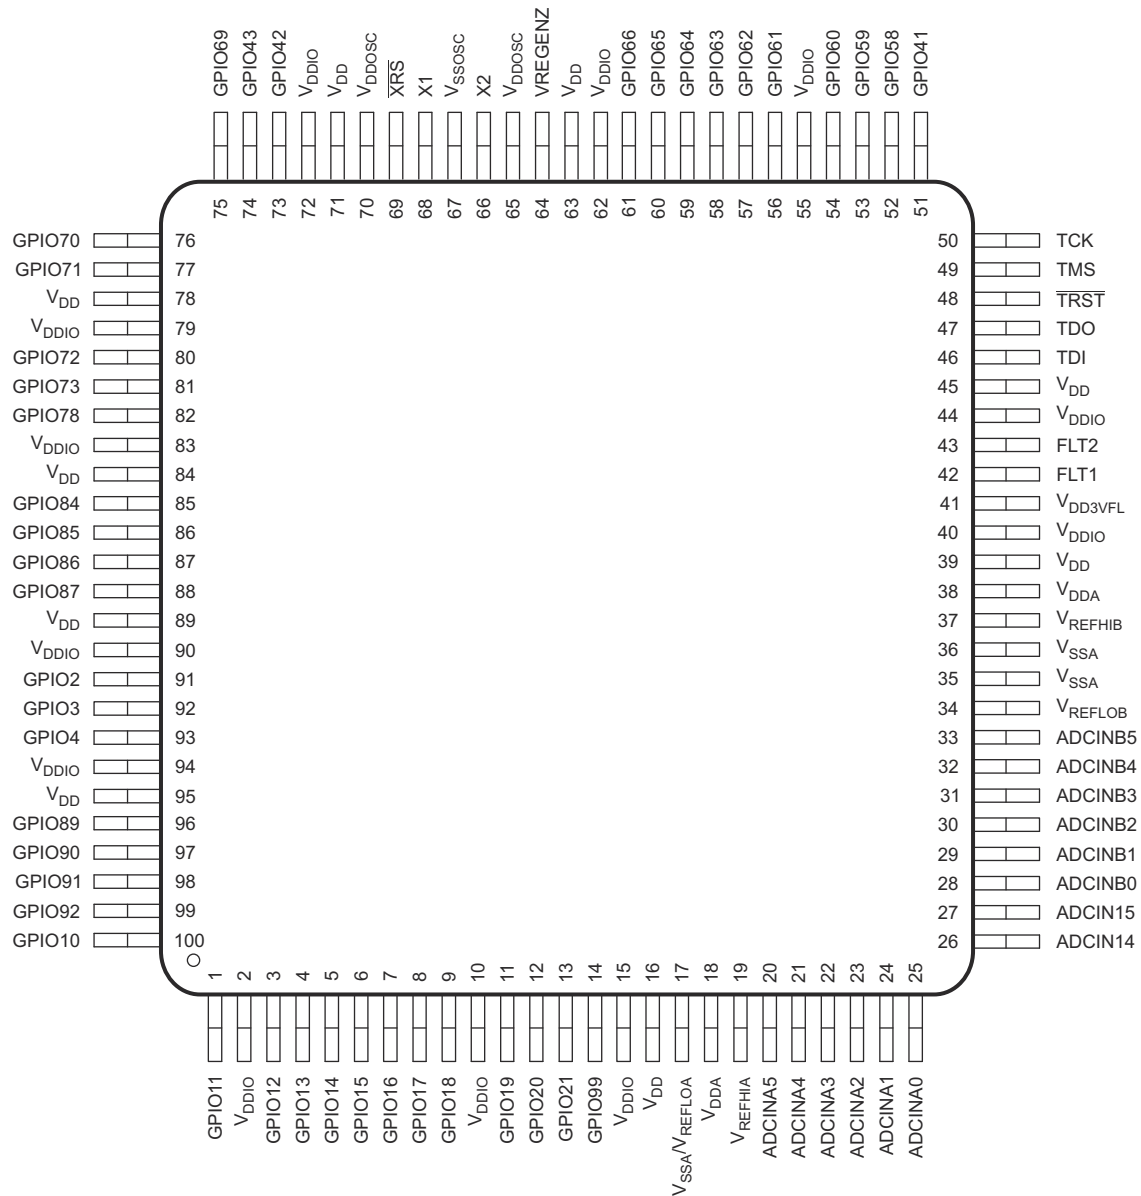 GPIO69
GPIO43
GPIO42
VDDIO
VDD
VDDOSC
XRS
X1
VSSOSC
X2
VDDOSC
VREGENZ
VDD
VDDIO
GPIO66
GPIO65
GPIO64
GPIO63
GPIO62
GPIO61
VDDIO
GPIO60
GPIO59
GPIO58
GPIO41
75
74
73
72
71
70
69
68
67
66
65
64
63
62
61
60
59
58
57
56
55
54
53
52
51
GPIO70 76
GPIO71 77
VDD 78
VDDIO 79
GPIO72 80
GPIO73 81
GPIO78 82
VDDIO 83
VDD 84
GPIO84 85
GPIO85 86
GPIO86 87
GPIO87 88
VDD 89
VDDIO 90
GPIO2 91
GPIO3 92
GPIO4 93
VDDIO 94
VDD 95
GPIO89 96
GPIO90 97
GPIO91 98
GPIO92 99
GPIO10 100
50 TCK
49 TMS
48 TRST
47 TDO
46 TDI
45 VDD
44 VDDIO
43 FLT2
42 FLT1
41 VDD3VFL
40 VDDIO
39 VDD
38 VDDA
37 VREFHIB
36 VSSA
35 VSSA
34 VREFLOB
33 ADCINB5
32 ADCINB4
31 ADCINB3
30 ADCINB2
29 ADCINB1
28 ADCINB0
27 ADCIN15
26 ADCIN14
1
2
3
4
5
6
7
8
9
10
11
12
13
14
15
16
17
18
19
20
21
22
23
24
25
GPIO11
VDDIO
GPIO12
GPIO13
GPIO14
GPIO15
GPIO16
GPIO17
GPIO18
VDDIO
GPIO19
GPIO20
GPIO21
GPIO99
VDDIO
VDD
VSSA/VREFLOA
VDDA
VREFHIA
ADCINA5
ADCINA4
ADCINA3
ADCINA2
ADCINA1
ADCINA0